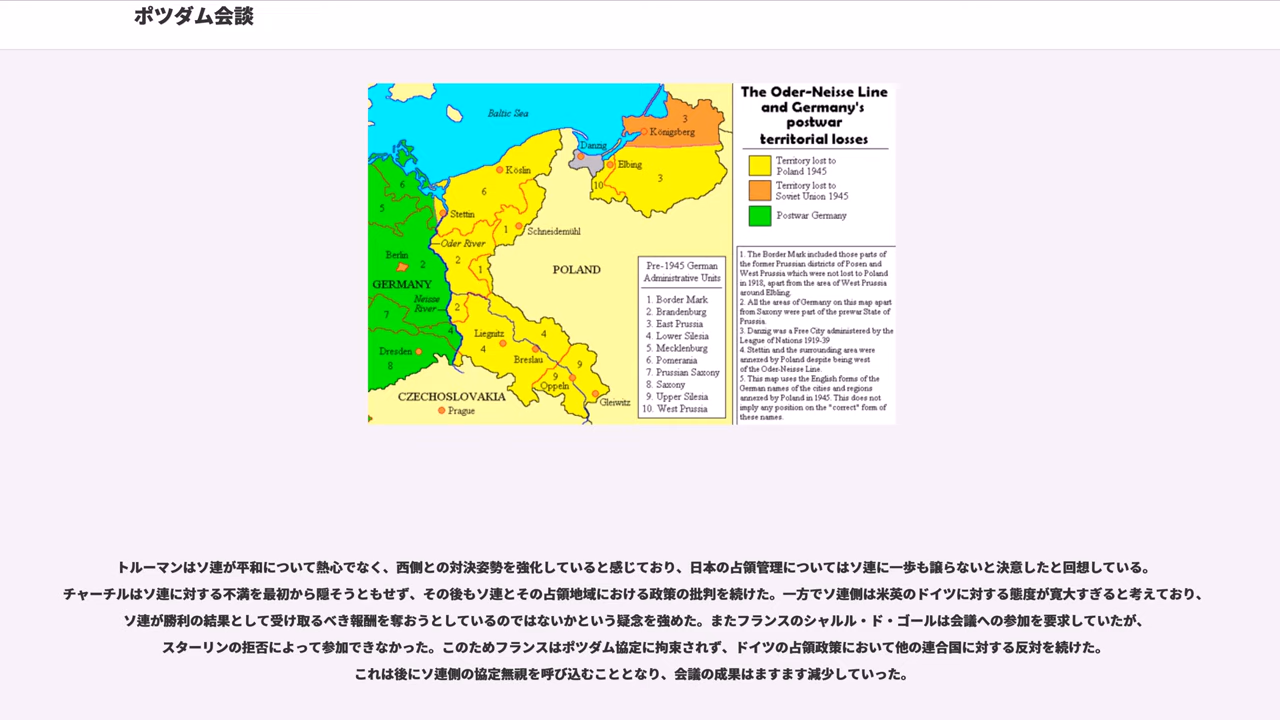 ポツダム会談
Baltic Sea
3
Königsberg
Danzig
Elbing
10
3
Köslin
6
6
5
Stettin
1
Schneidemühl
Oder River
Berlin
2
2
1
POLAND
GERMANY
Neisse
River
2
7
4
Liegnitz
4
4
Breslau
Dresden
8
9
9
Oppeln
Gleiwitz
CZECHOSLOVAKIA
Prague
Pre-1945 German
Administrative Units
1. Border Mark
2. Brandenburg
3. East Prussia
4. Lower Silesia
5. Mecklenburg
6. Pomerania
7. Prussian Saxony
8. Saxony
9. Upper Silesia
10. West Prussia
The Oder-Neisse Line
and Germany's
postwar
territorial losses
Territory lost to
Poland 1945
Territory lost to
Soviet Union 1945
Postwar Germany
1. The Border Mark included those parts of
the former Prussian districts of Posen and
West Prussia which were not lost to Poland
in 1918, apart from the area of West Prussia
around Elbling.
2. All the areas of Germany on this map apart
from Saxony were part of the prewar State of
Prussia.
3. Danzig was a Free City administered by the
League of Nations 1919-39
4. Stettin and the surrounding area were
annexed by Poland despite being west
of the Oder-Neisse Line.
5. This map uses the English forms of the
German names of the cities and regions
annexed by Poland in 1945. This does not
imply any position on the "correct" form of
these names.
トルーマンはソ連が平和について熱心でなく、西側との対決姿勢を強化していると感じており、日本の占領管理についてはソ連に一歩も譲らないと決意したと回想している。
チャーチルはソ連に対する不満を最初から隠そうともせず、その後もソ連とその占領地域における政策の批判を続けた。一方でソ連側は米英のドイツに対する態度が寛大すぎると考えており、
ソ連が勝利の結果として受け取るべき報酬を奪おうとしているのではないかという疑念を強めた。またフランスのシャルル・ド・ゴールは会議への参加を要求していたが、
スターリンの拒否によって参加できなかった。このためフランスはポツダム協定に拘束されず、ドイツの占領政策において他の連合国に対する反対を続けた。
これは後にソ連側の協定無視を呼び込むこととなり、会議の成果はますます減少していった。